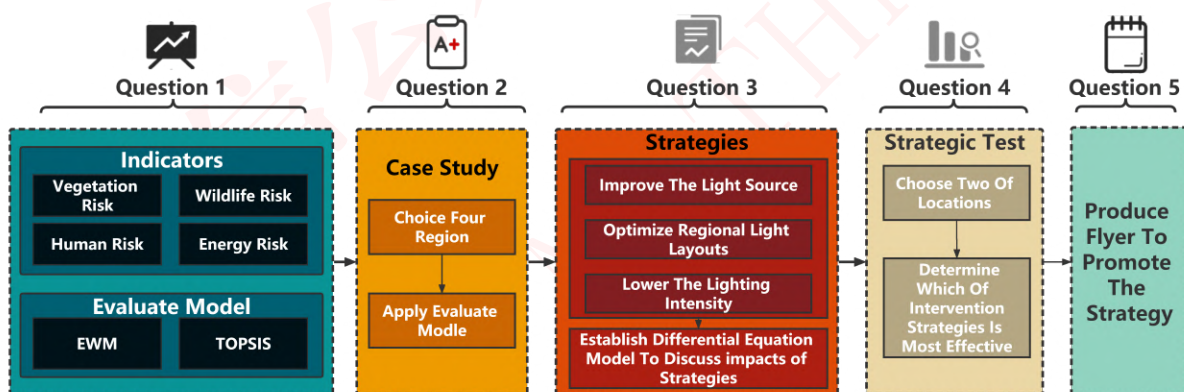 Question 1
Question 2
Question 3
Question 4
Question 5
A+
Indicators
Vegetation
Risk
Wildlife Risk
Human Risk
Energy Risk
Evaluate Model
EWM
TOPSIS
Case Study
Choice Four
Region
Apply Evaluate
Modle
Strategies
Improve The Light Source
Optimize Regional Light
Layouts
Lower The Lighting
Intensity
Establish Differential Equation
Model To Discuss impacts of
Strategies
Strategic Test
Choose Two Of
Locations
Determine
Which Of
Intervention
Strategies Is
Most Effective
Produce
Flyer To
Promote
The
Strategy